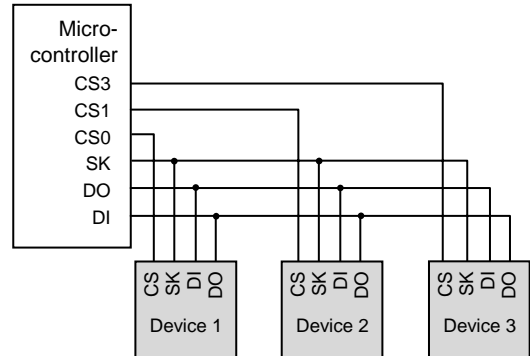 Micro-
controller
CS3
CS1
CS0
SK
DO
DI
CS SK DI DO
Device 1
CS SK DI DO
Device 2
CS SK DI DO
Device 3